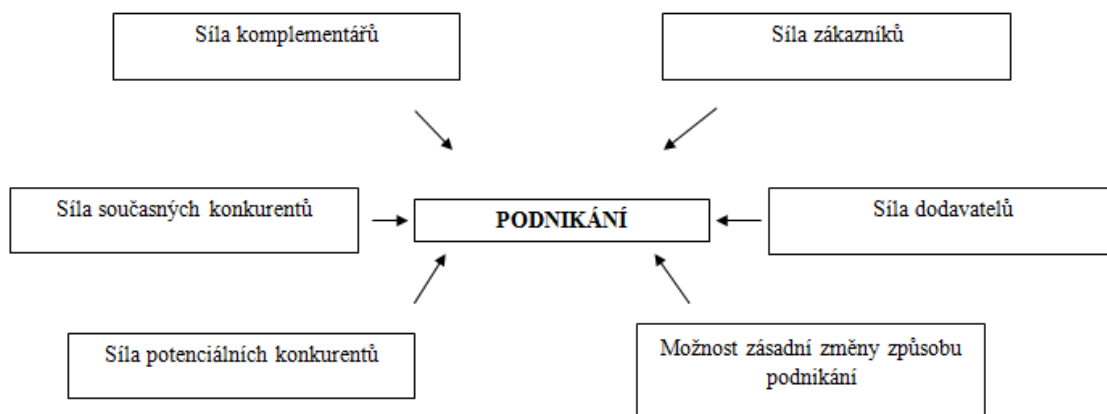 Síla komplementářů
Síla zákazníků
Síla současných konkurentů
PODNIKÁNÍ
Síla dodavatelů
Síla potenciálních konkurentů
Možnost zásadní změny způsobu
podnikání